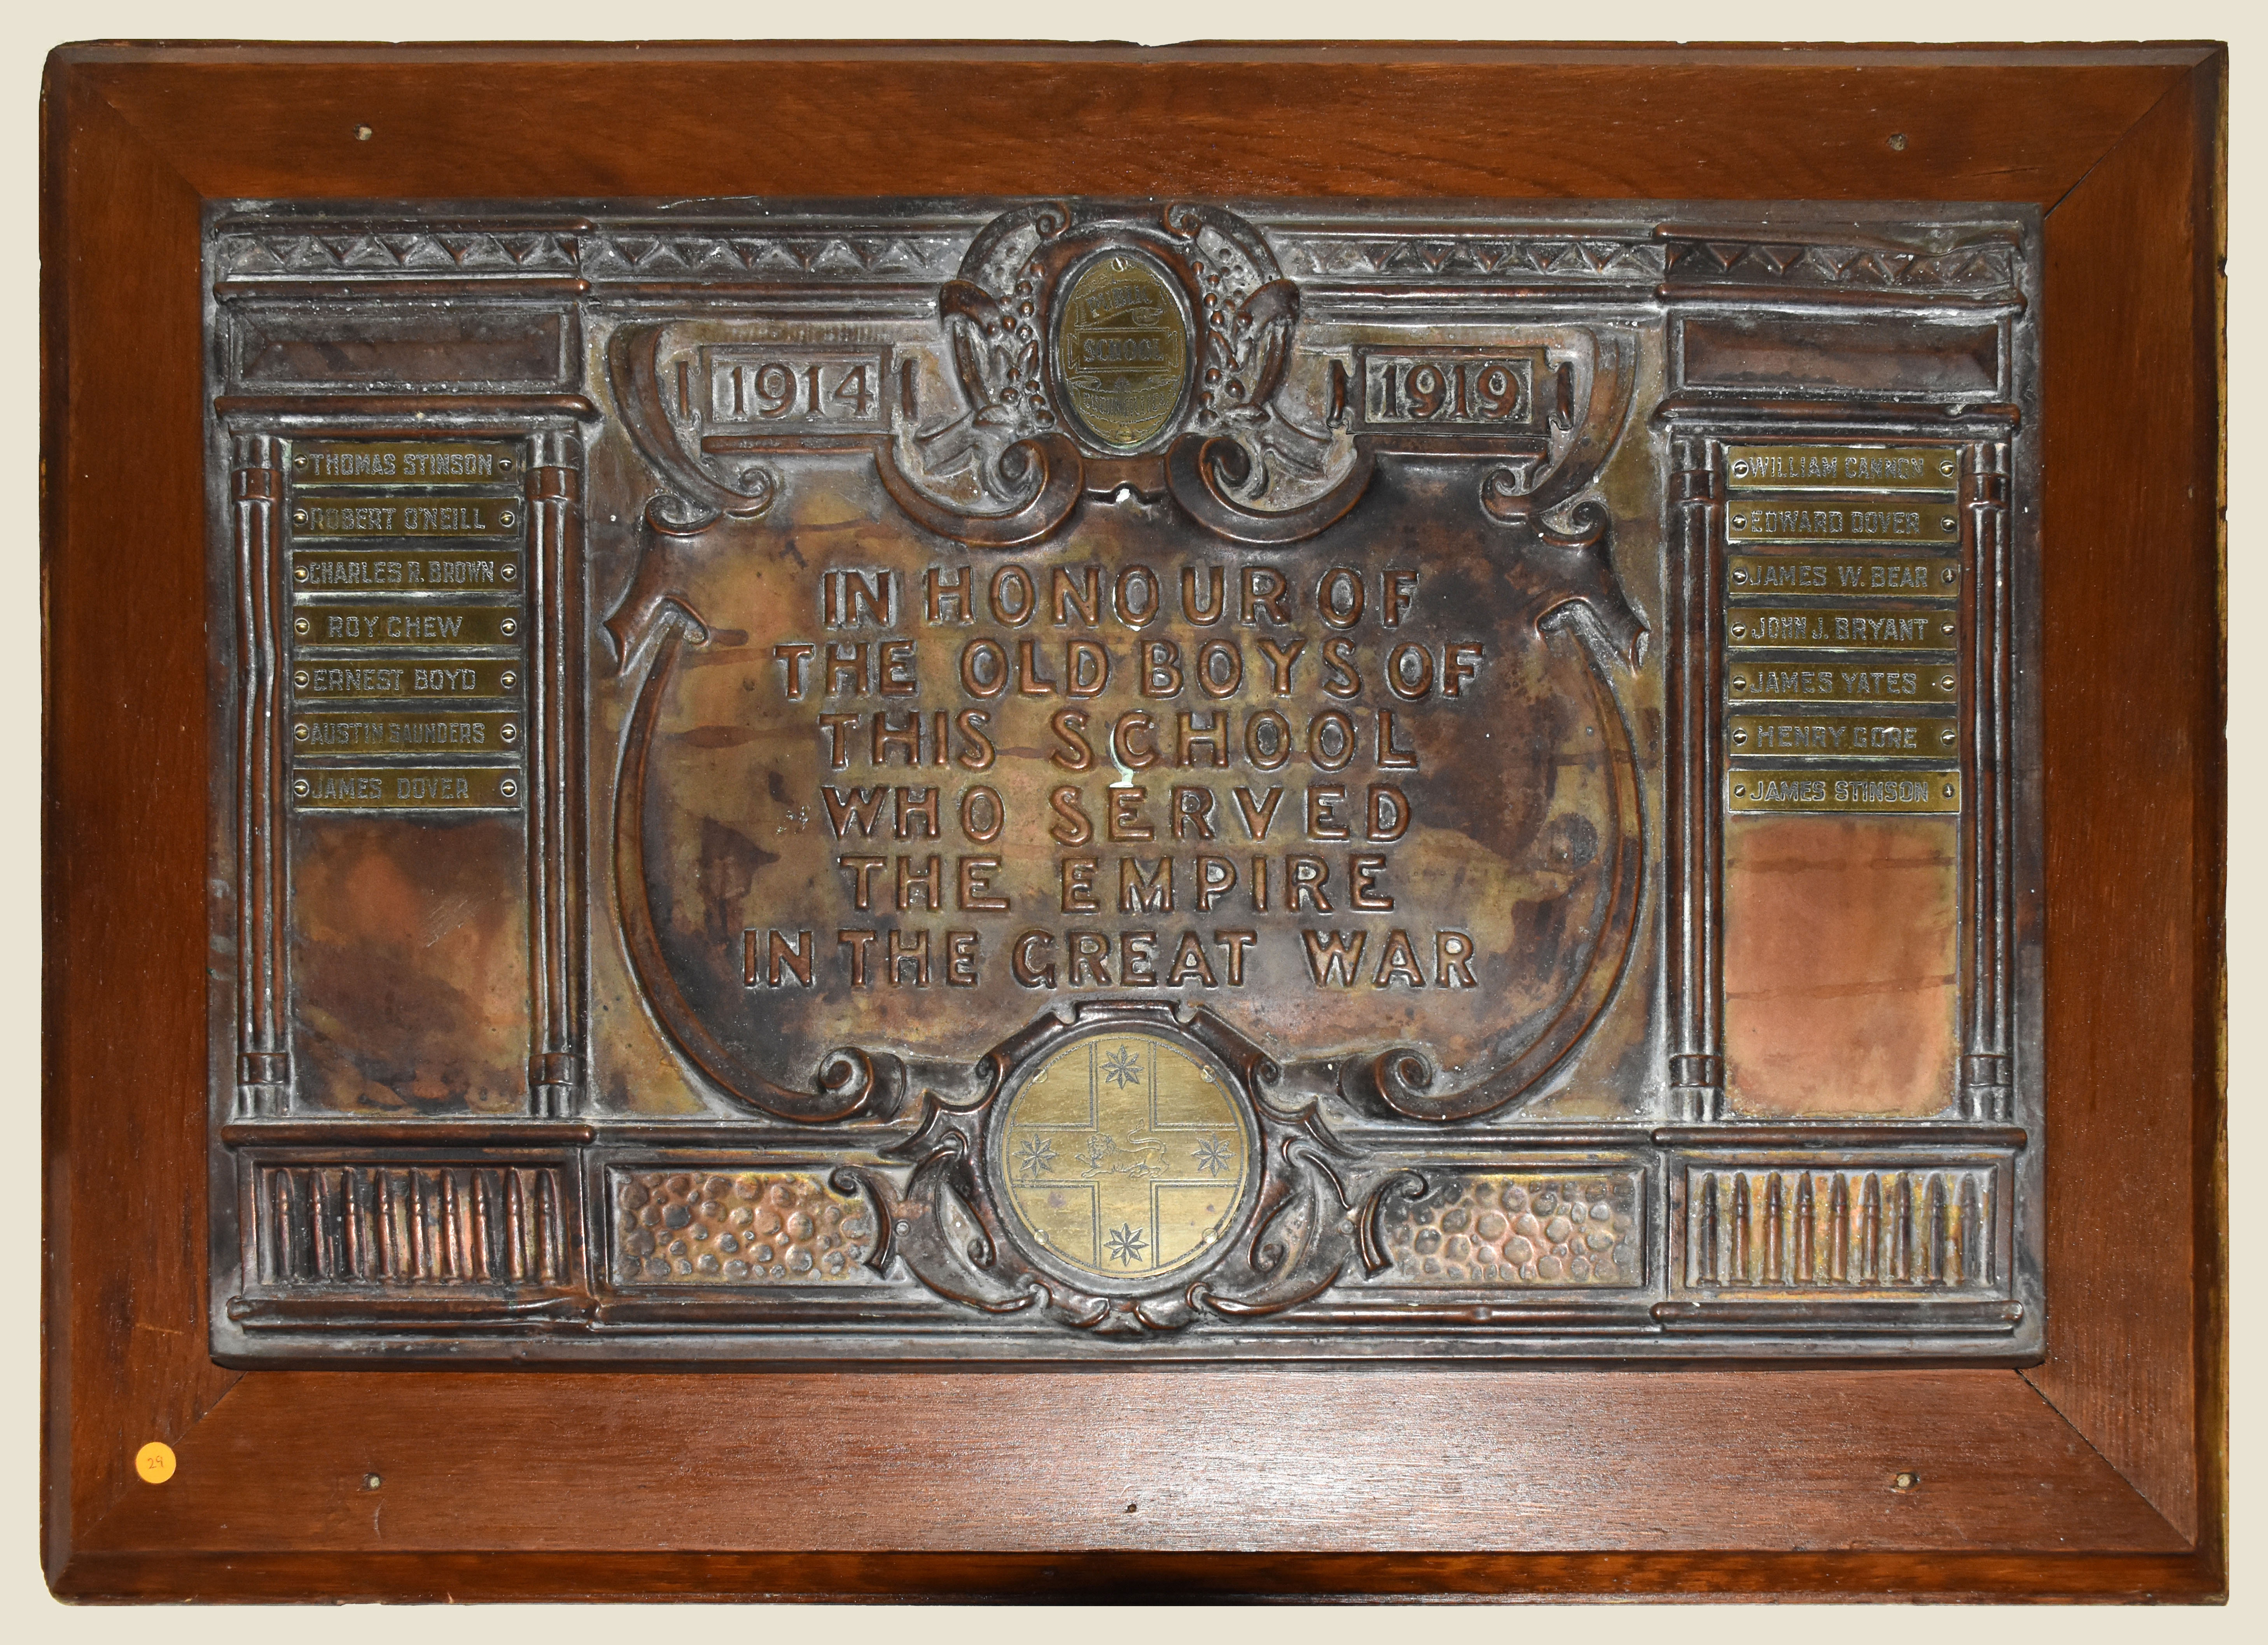 PUBLIC
SCHOOL
1914
1919
THOMAS STINSON
ROBERT O'NEILL
CHARLES R. BROWN
ROY CHEW
ERNEST BOYD
AUSTIN SAUNDERS
JAMES DOVER
IN HONOUR OF
THE OLD BOYS OF
THIS SCHOOL
WHO SERVED
THE EMPIRE
IN THE GREAT WAR
WILLIAM CANNEY
EDWARD DOVER
JAMES W. BEAR
JOHN J. BRYANT
JAMES YATES
HENRY GORE
JAMES STINSON
29